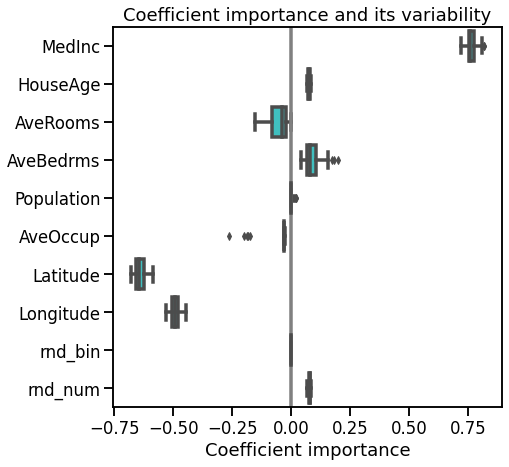 Coefficient importance and its variability
MedInc
HouseAge
AveRooms
AveBedrms
Population
AveOccup
Latitude
Longitude
rnd_bin
rnd_num
−0.75 −0.50 −0.25 0.00 0.25 0.50 0.75
Coefficient importance